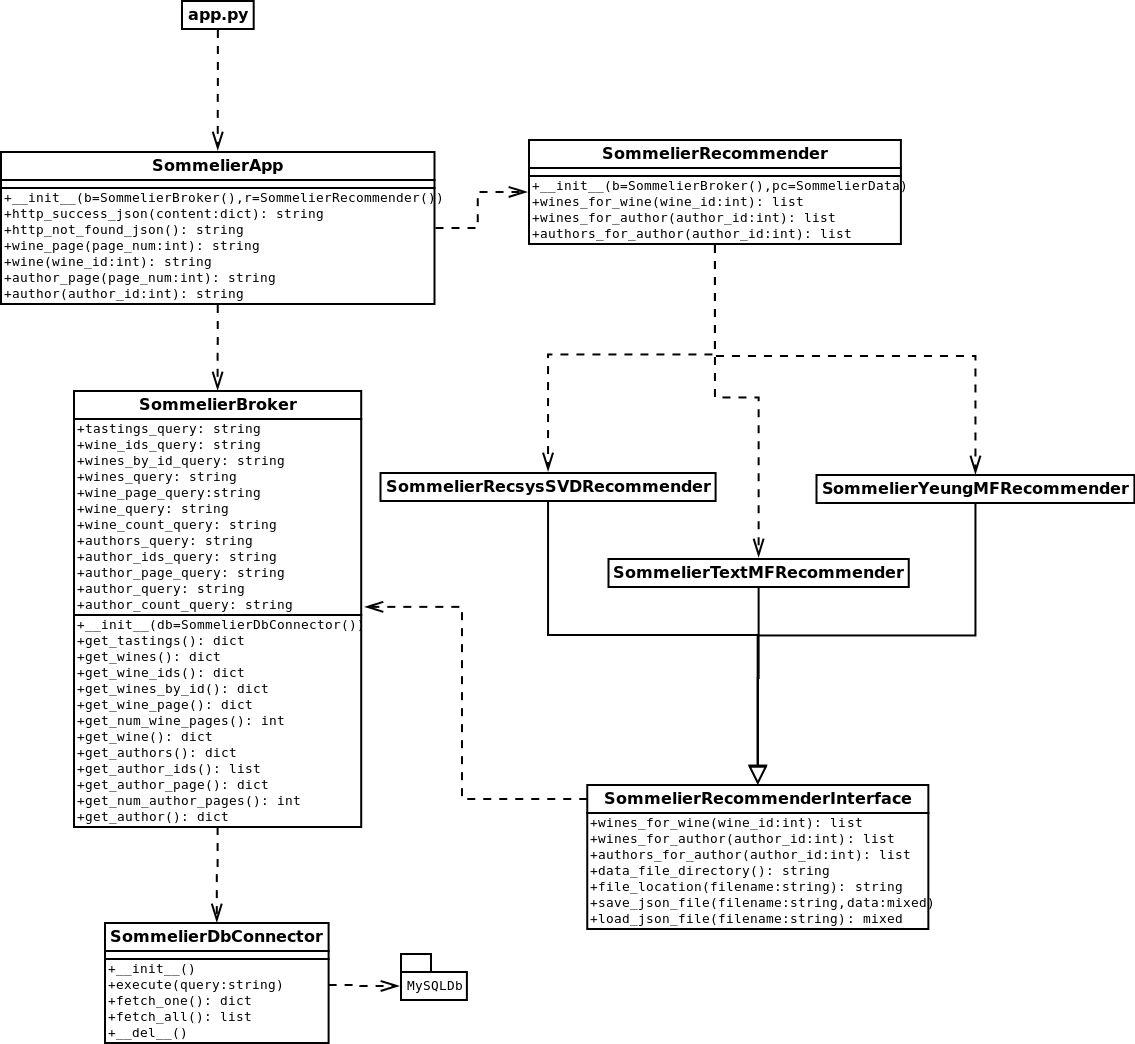 app.py
SommelierApp
+__init__(b=SommelierBroker(),r=SommelierRecommender())
+http_success_json(content:dict): string
+http_not_found_json(): string
+wine_page(page_num:int): string
+wine(wine_id:int): string
+author_page(page_num:int): string
+author(author_id:int): string
SommelierRecommender
+__init__(b=SommelierBroker(),pc=SommelierData)
+wines_for_wine(wine_id:int): list
+wines_for_author(author_id:int): list
+authors_for_author(author_id:int): list
SommelierBroker
+tastings_query: string
+wine_ids_query: string
+wines_by_id_query: string
+wines_query: string
+wine_page_query:string
+wine_query: string
+wine_count_query: string
+authors_query: string
+author_ids_query: string
+author_page_query: string
+author_query: string
+author_count_query: string
+__init__(db=SommelierDbConnector())
+get_tastings(): dict
+get_wines(): dict
+get_wine_ids(): dict
+get_wines_by_id(): dict
+get_wine_page(): dict
+get_num_wine_pages(): int
+get_wine(): dict
+get_authors(): dict
+get_author_ids(): list
+get_author_page(): dict
+get_num_author_pages(): int
+get_author(): dict
SommelierRecsysSVDRecommender
SommelierYeungMFRecommender
SommelierTextMFRecommender
SommelierRecommenderInterface
+wines_for_wine(wine_id:int): list
+wines_for_author(author_id:int): list
+authors_for_author(author_id:int): list
+data_file_directory(): string
+file_location(filename:string): string
+save_json_file(filename:string,data:mixed)
+load_json_file(filename:string): mixed
SommelierDbConnector
+__init__()
+execute(query:string)
+fetch_one(): dict
+fetch_all(): list
+__del__()
MySQLDb